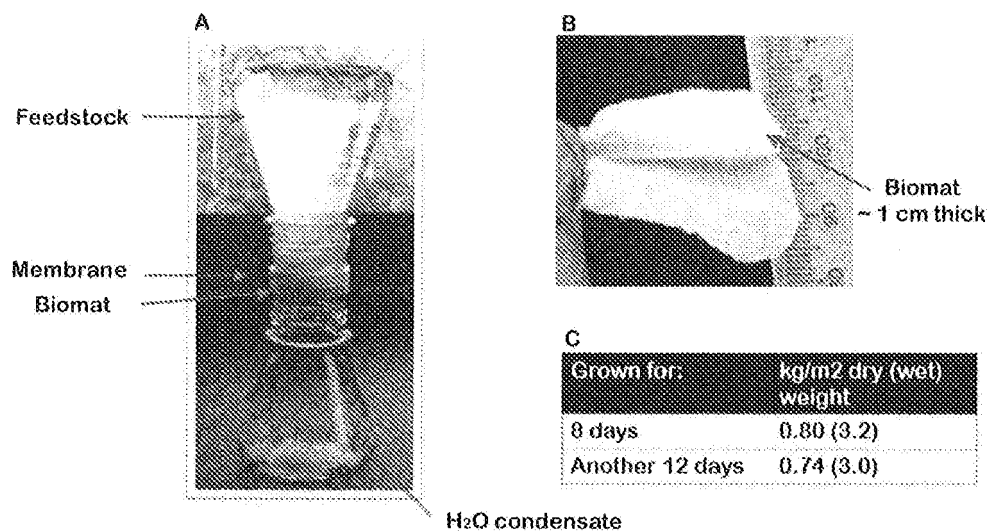 A
Feedstock
Membrane
Biomat
H₂O condensate
B
Biomat
~ 1 cm thick
C
Grown for: kg/m2 dry (wet) weight
8 days 0.80 (3.2)
Another 12 days 0.74 (3.0)